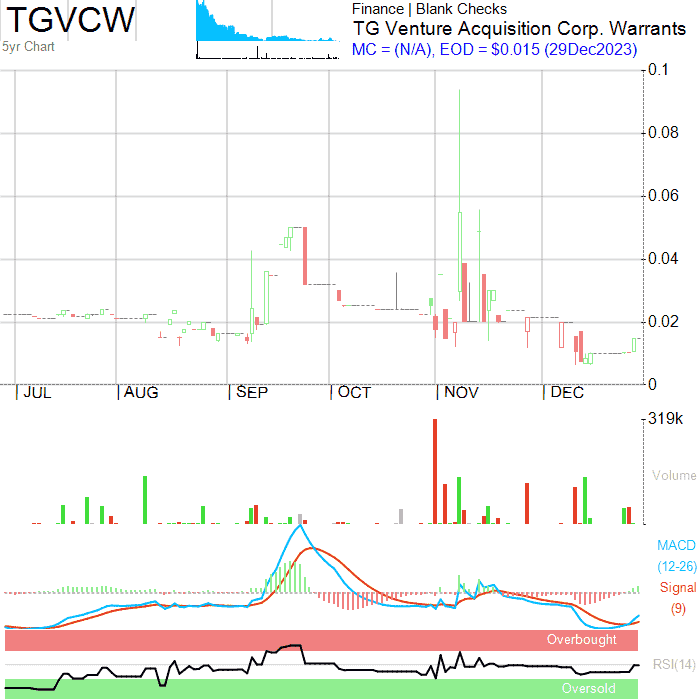 TGVCW
5yr Chart
Finance | Blank Checks
TG Venture Acquisition Corp. Warrants
MC = (N/A), EOD = $0.015 (29Dec2023)
0.1
0.08
0.06
0.04
0.02
0
JUL AUG SEP OCT NOV DEC
319k
Volume
MACD
(12-26)
Signal
(9)
Overbought
RSI(14)
Oversold